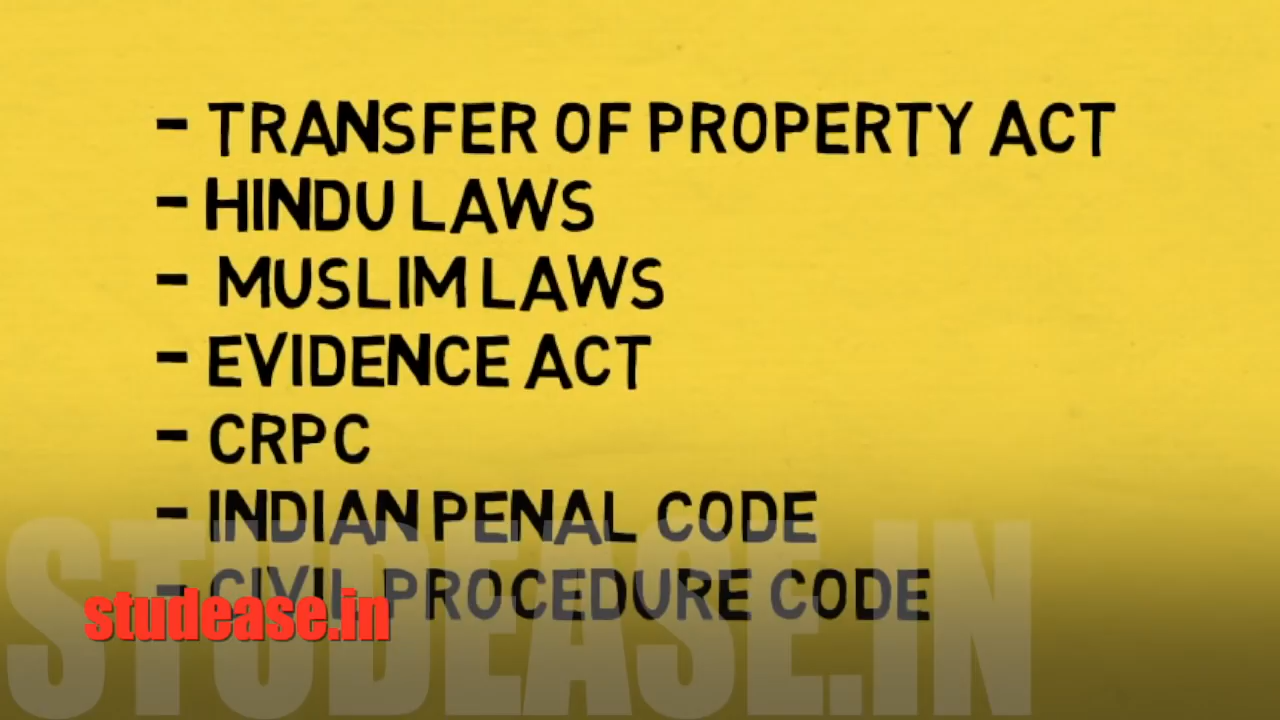 - TRANSFER OF PROPERTY ACT
- HINDU LAWS
- MUSLIM LAWS
- EVIDENCE ACT
- CRPC
- INDIAN PENAL CODE
- CIVIL PROCEDURE CODE
studease.in
STUDEASE.IN